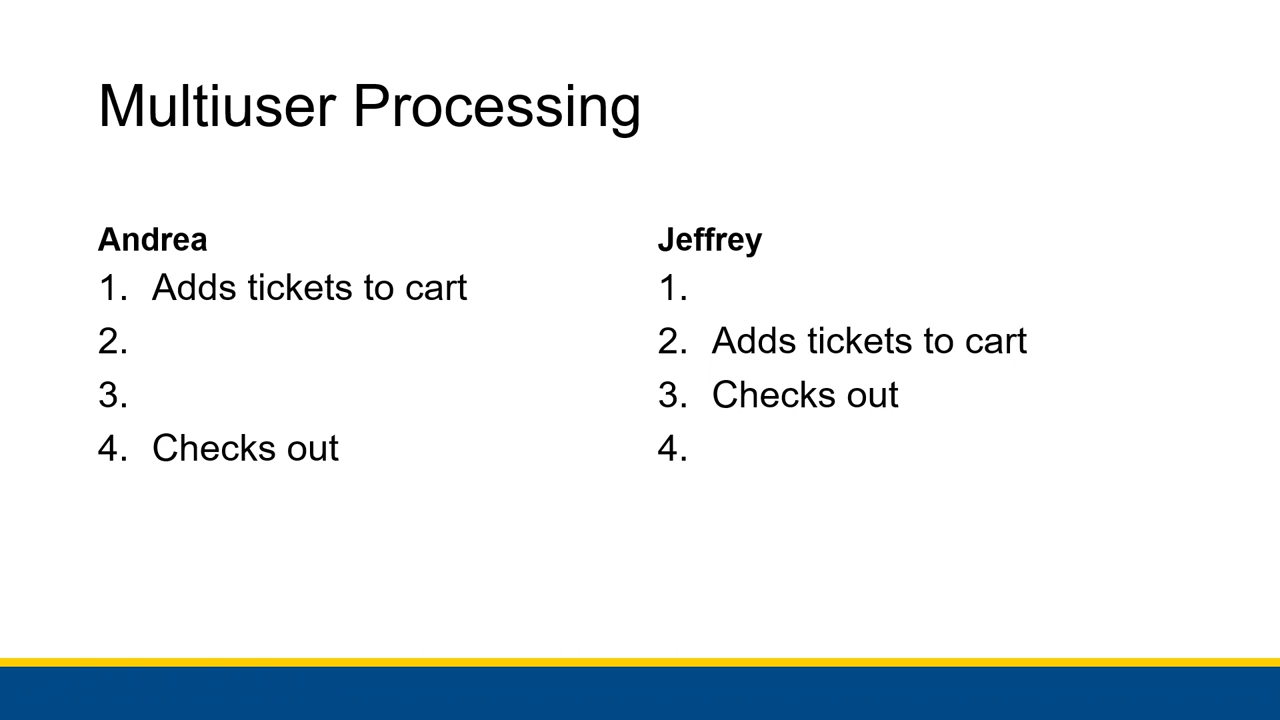 Multiuser Processing
Andrea
1. Adds tickets to cart
2.
3.
4. Checks out
Jeffrey
1.
2. Adds tickets to cart
3. Checks out
4.